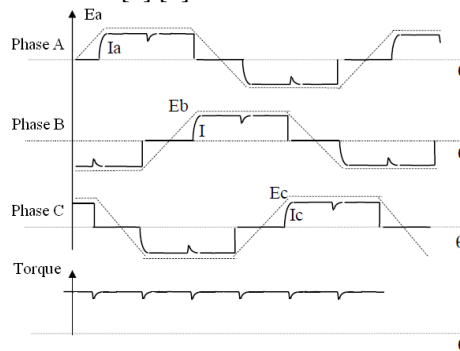 Ea
Phase A
Ia
Eb
Phase B
I
Ec
Phase C
Ic
θ
Torque